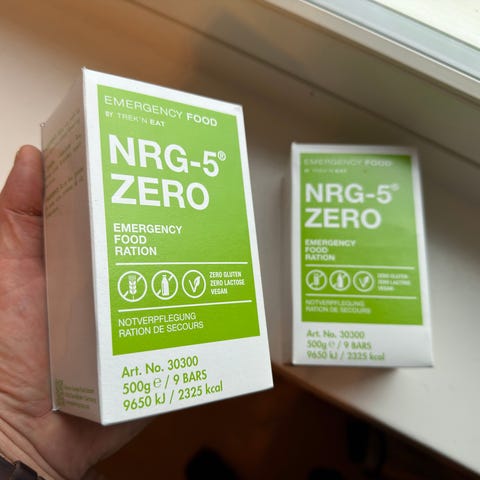 EMERGENCY FOOD
BY TREK'N EAT
NRG-5®
ZERO
EMERGENCY
FOOD
RATION
ZERO GLUTEN
ZERO LACTOSE
VEGAN
NOTVERPFLEGUNG
RATION DE SECOURS
Art. No. 30300
500g ℮ / 9 BARS
9650 kJ / 2325 kcal
EMERGENCY FOOD
BY TREK'N EAT
NRG-5®
ZERO
EMERGENCY
FOOD
RATION
ZERO GLUTEN
ZERO LACTOSE
VEGAN
NOTVERPFLEGUNG
RATION DE SECOURS
Art. No. 30300
500g ℮ / 9 BARS
9650 kJ / 2325 kcal